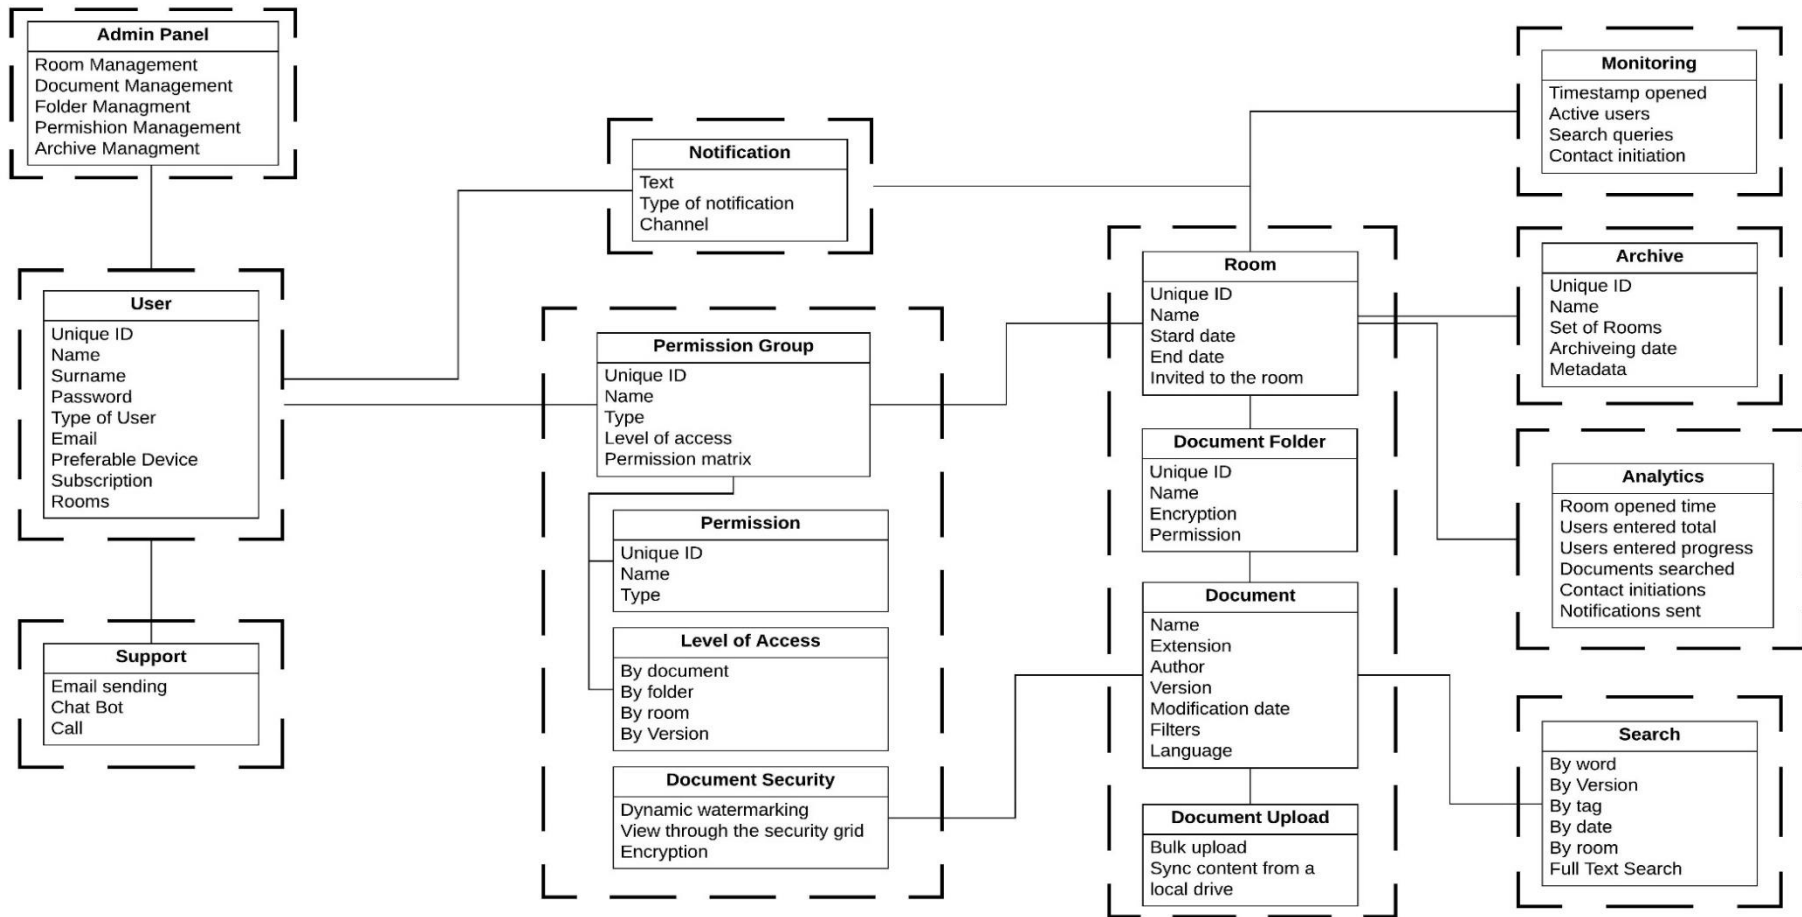 Admin Panel
Room Management
Document Management
Folder Managment
Permishion Management
Archive Managment
User
Unique ID
Name
Surname
Password
Type of User
Email
Preferable Device
Subscription
Rooms
Support
Email sending
Chat Bot
Call
Notification
Text
Type of notification
Channel
Permission Group
Unique ID
Name
Type
Level of access
Permission matrix
Permission
Unique ID
Name
Type
Level of Access
By document
By folder
By room
By Version
Document Security
Dynamic watermarking
View through the security grid
Encryption
Room
Unique ID
Name
Stard date
End date
Invited to the room
Document Folder
Unique ID
Name
Encryption
Permission
Document
Name
Extension
Author
Version
Modification date
Filters
Language
Document Upload
Bulk upload
Sync content from a
local drive
Monitoring
Timestamp opened
Active users
Search queries
Contact initiation
Archive
Unique ID
Name
Set of Rooms
Archiveing date
Metadata
Analytics
Room opened time
Users entered total
Users entered progress
Documents searched
Contact initiations
Notifications sent
Search
By word
By Version
By tag
By date
By room
Full Text Search